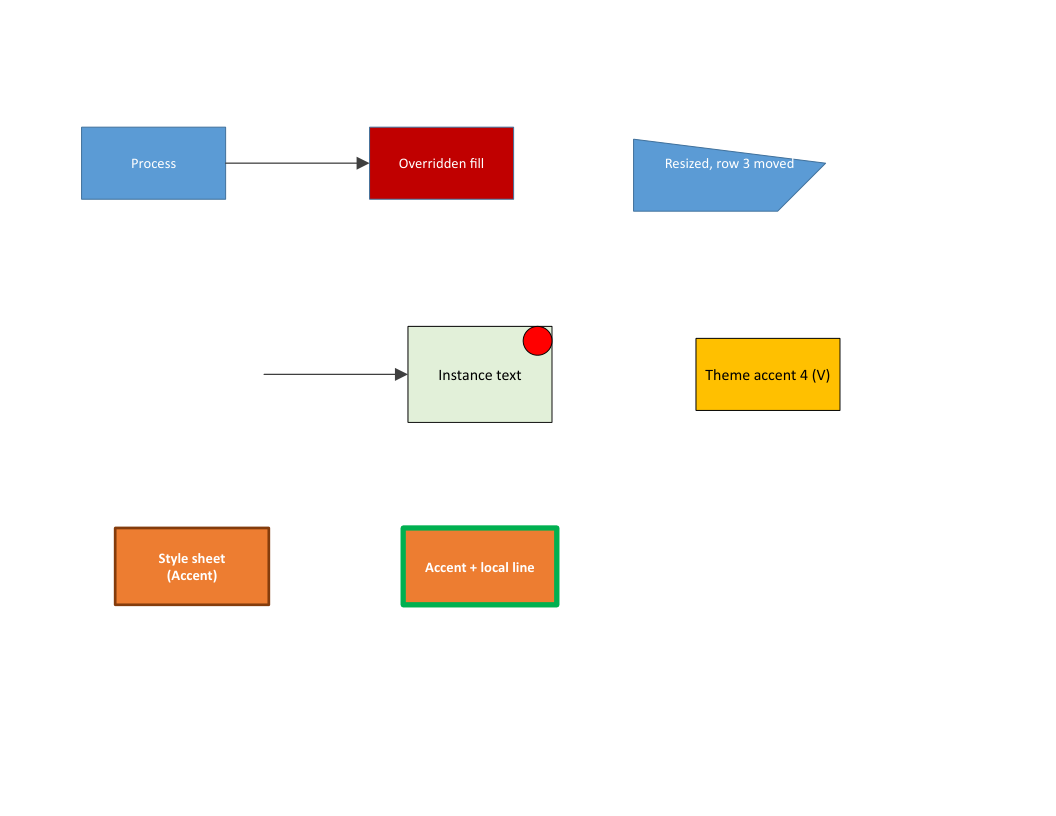 Process
Overridden fill
Resized, row 3 moved
Instance text
Theme accent 4 (V)
Style sheet
(Accent)
Accent + local line